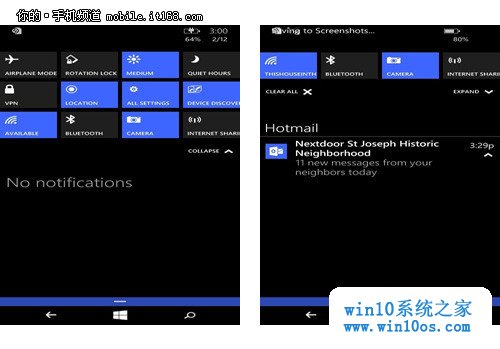 你的·手机频道 mobile.it168.com
3:00
64%
2/12
AIRPLANE MODE
ROTATION LOCK
MEDIUM
QUIET HOURS
VPN
LOCATION
ALL SETTINGS
DEVICE DISCOVER
AVAILABLE
BLUETOOTH
CAMERA
INTERNET SHARI
COLLAPSE
No notifications
Saving to Screenshots...
80%
THISHOUSEINTH
BLUETOOTH
CAMERA
INTERNET SHARI
CLEAR ALL
EXPAND
Hotmail
Nextdoor St Joseph Historic
Neighborhood
3:29p
11 new messages from your
neighbors today
win10系统之家
www.win10os.com